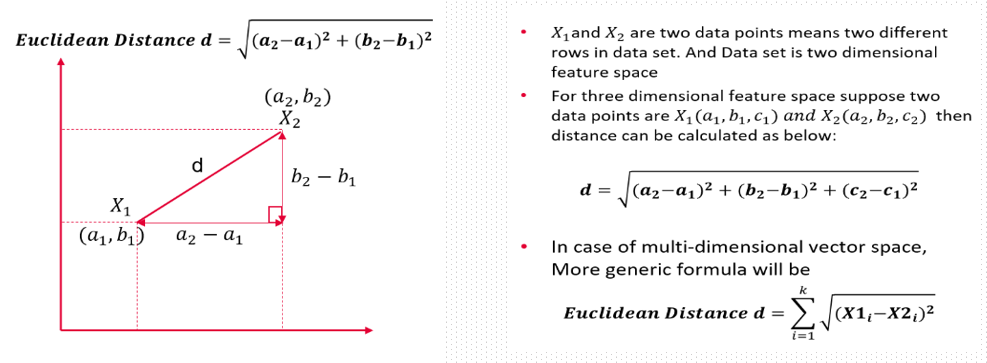 Euclidean Distance d = √((a₂−a₁)² + (b₂−b₁)²)
(a₂, b₂)
X₂
d
b₂ − b₁
X₁
(a₁, b₁)
a₂ − a₁
• X₁and X₂ are two data points means two different
rows in data set. And Data set is two dimensional
feature space
• For three dimensional feature space suppose two
data points are X₁(a₁, b₁, c₁) and X₂(a₂, b₂, c₂) then
distance can be calculated as below:
d = √((a₂−a₁)² + (b₂−b₁)² + (c₂−c₁)²)
• In case of multi-dimensional vector space,
More generic formula will be
Euclidean Distance d = ∑ᵢ₌₁ᵏ √((X1ᵢ−X2ᵢ)²)